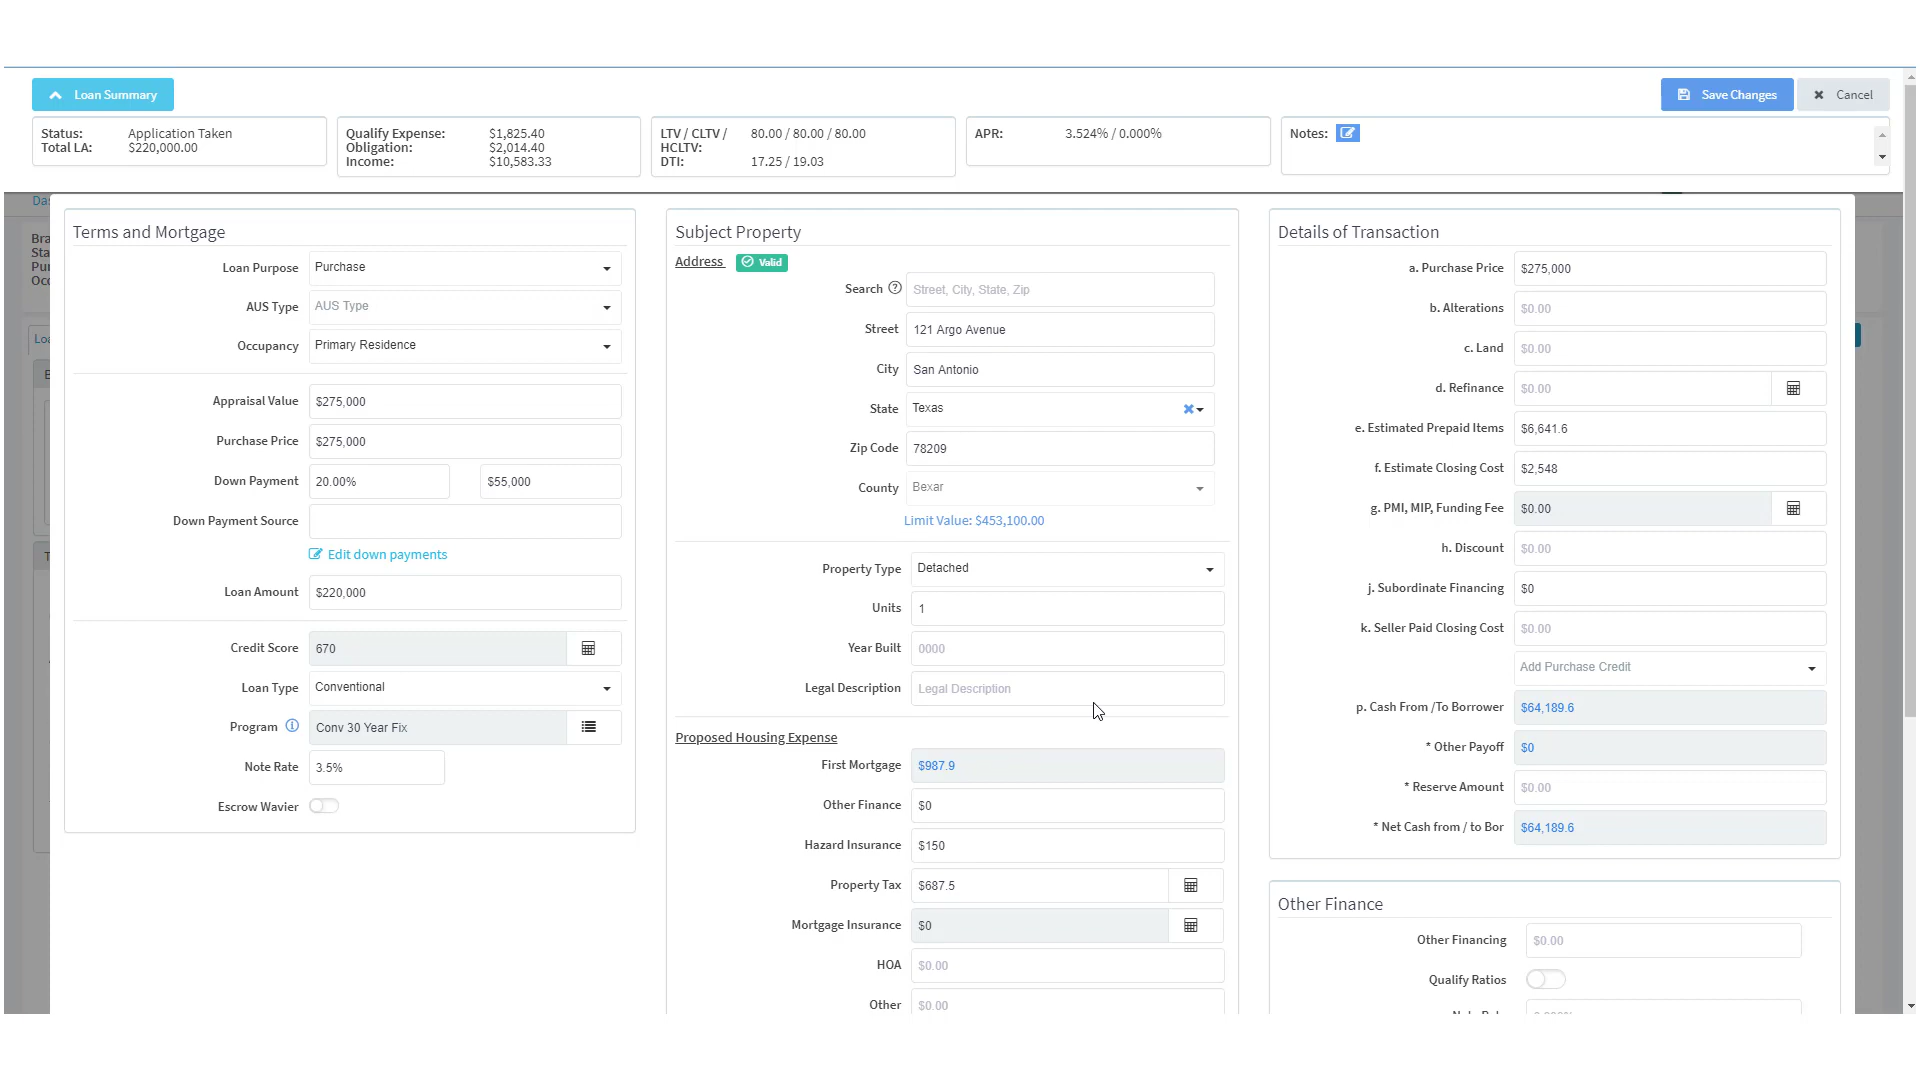 Loan Summary
Save Changes
Cancel
Status: Application Taken
Total LA: $220,000.00
Qualify Expense: $1,825.40
Obligation: $2,014.40
Income: $10,583.33
LTV / CLTV / 80.00 / 80.00 / 80.00
HCLTV:
DTI: 17.25 / 19.03
APR: 3.524% / 0.000%
Notes:
Terms and Mortgage
Loan Purpose Purchase
AUS Type AUS Type
Occupancy Primary Residence
Appraisal Value $275,000
Purchase Price $275,000
Down Payment 20.00% $55,000
Down Payment Source
Edit down payments
Loan Amount $220,000
Credit Score 670
Loan Type Conventional
Program Conv 30 Year Fix
Note Rate 3.5%
Escrow Wavier
Subject Property
Address Valid
Search Street, City, State, Zip
Street 121 Argo Avenue
City San Antonio
State Texas
Zip Code 78209
County Bexar
Limit Value: $453,100.00
Property Type Detached
Units 1
Year Built 0000
Legal Description Legal Description
Proposed Housing Expense
First Mortgage $987.9
Other Finance $0
Hazard Insurance $150
Property Tax $687.5
Mortgage Insurance $0
HOA $0.00
Other $0.00
Details of Transaction
a. Purchase Price $275,000
b. Alterations $0.00
c. Land $0.00
d. Refinance $0.00
e. Estimated Prepaid Items $6,641.6
f. Estimate Closing Cost $2,548
g. PMI, MIP, Funding Fee $0.00
h. Discount $0.00
j. Subordinate Financing $0
k. Seller Paid Closing Cost $0.00
Add Purchase Credit
p. Cash From /To Borrower $64,189.6
* Other Payoff $0
* Reserve Amount $0.00
* Net Cash from / to Bor $64,189.6
Other Finance
Other Financing $0.00
Qualify Ratios